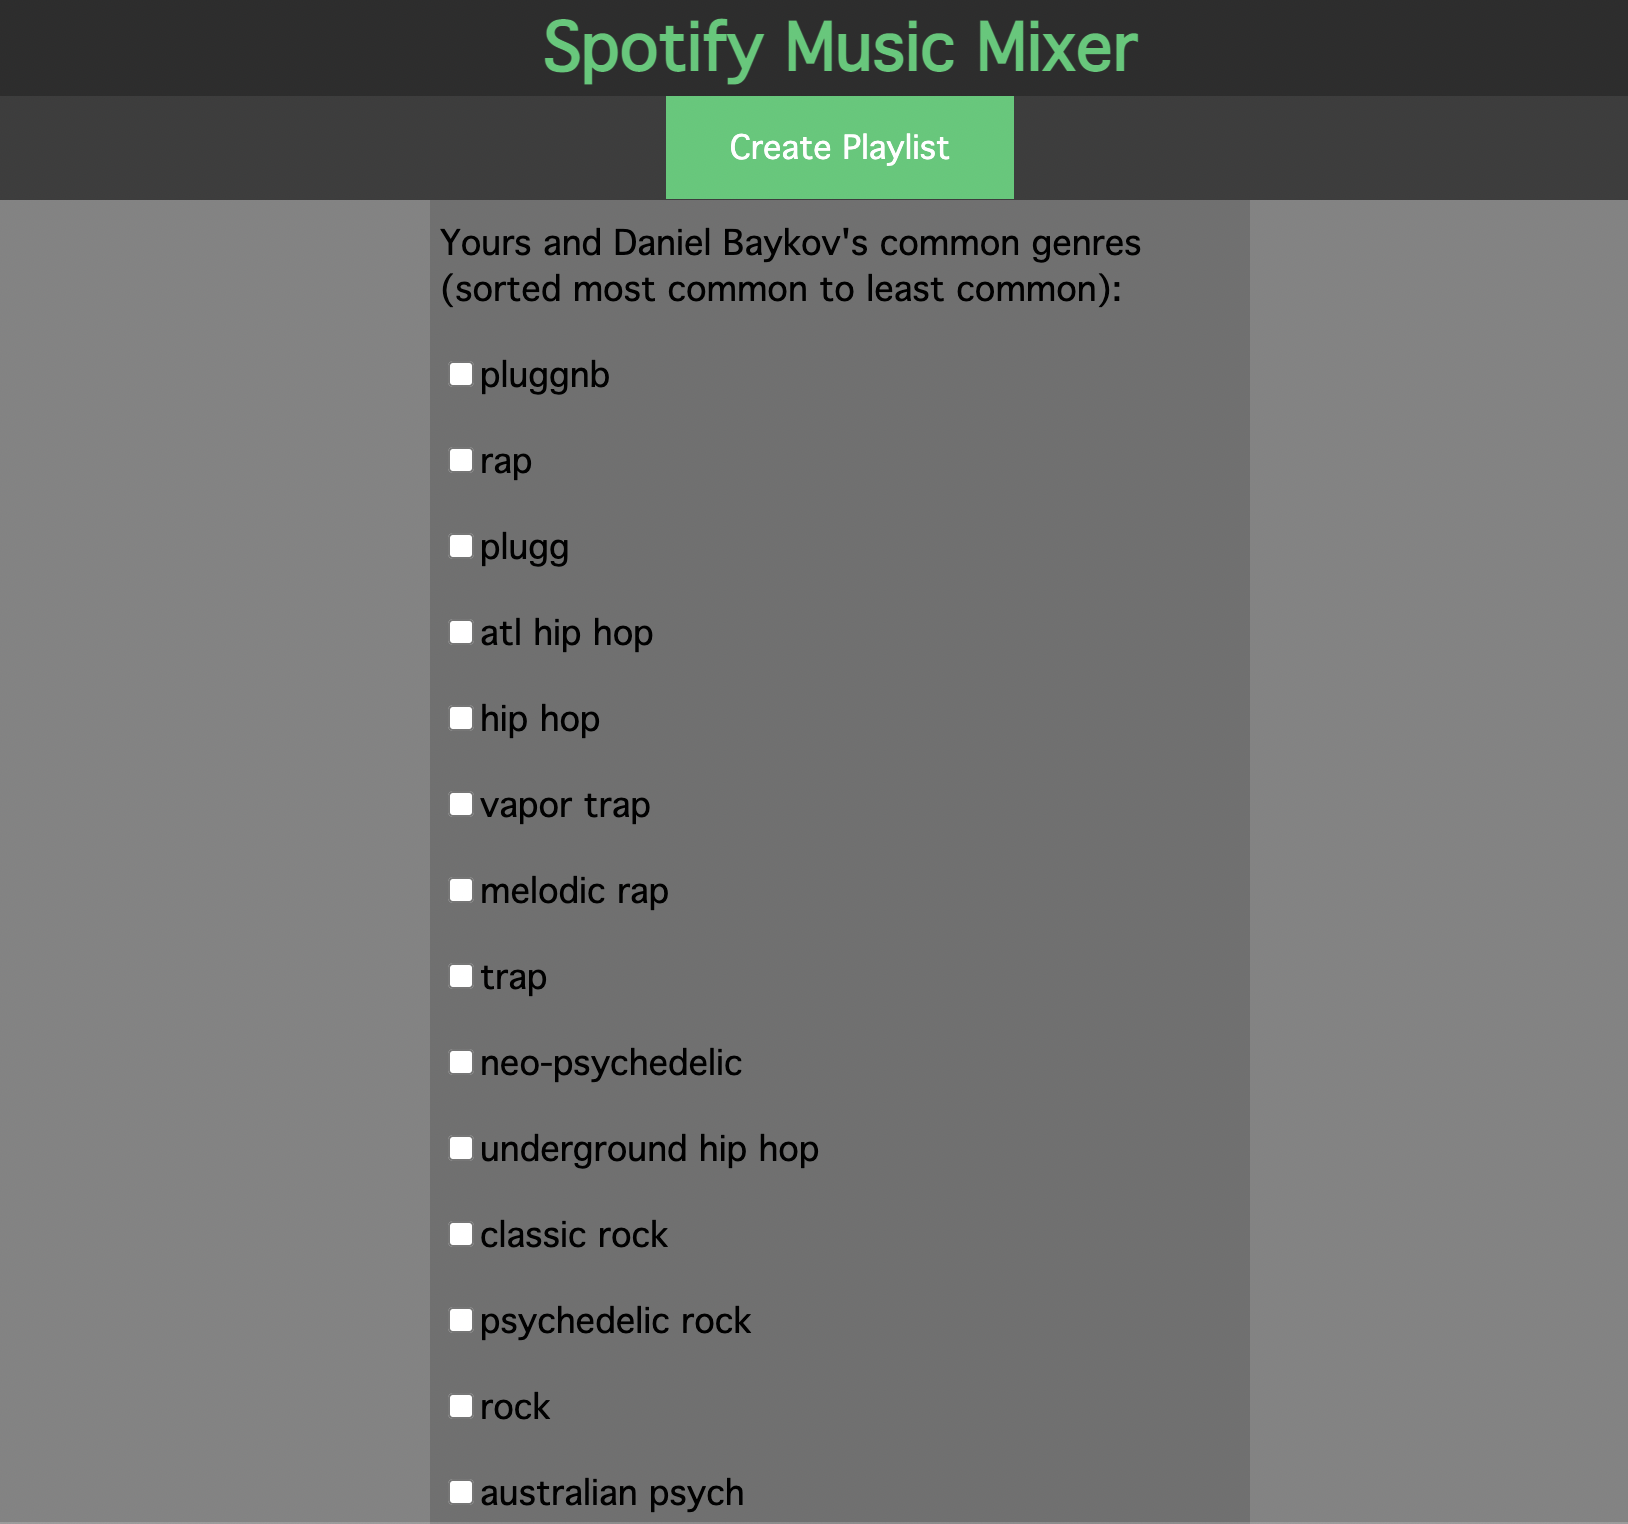 Spotify Music Mixer
Create Playlist
Yours and Daniel Baykov's common genres
(sorted most common to least common):
pluggnb
rap
plugg
atl hip hop
hip hop
vapor trap
melodic rap
trap
neo-psychedelic
underground hip hop
classic rock
psychedelic rock
rock
australian psych